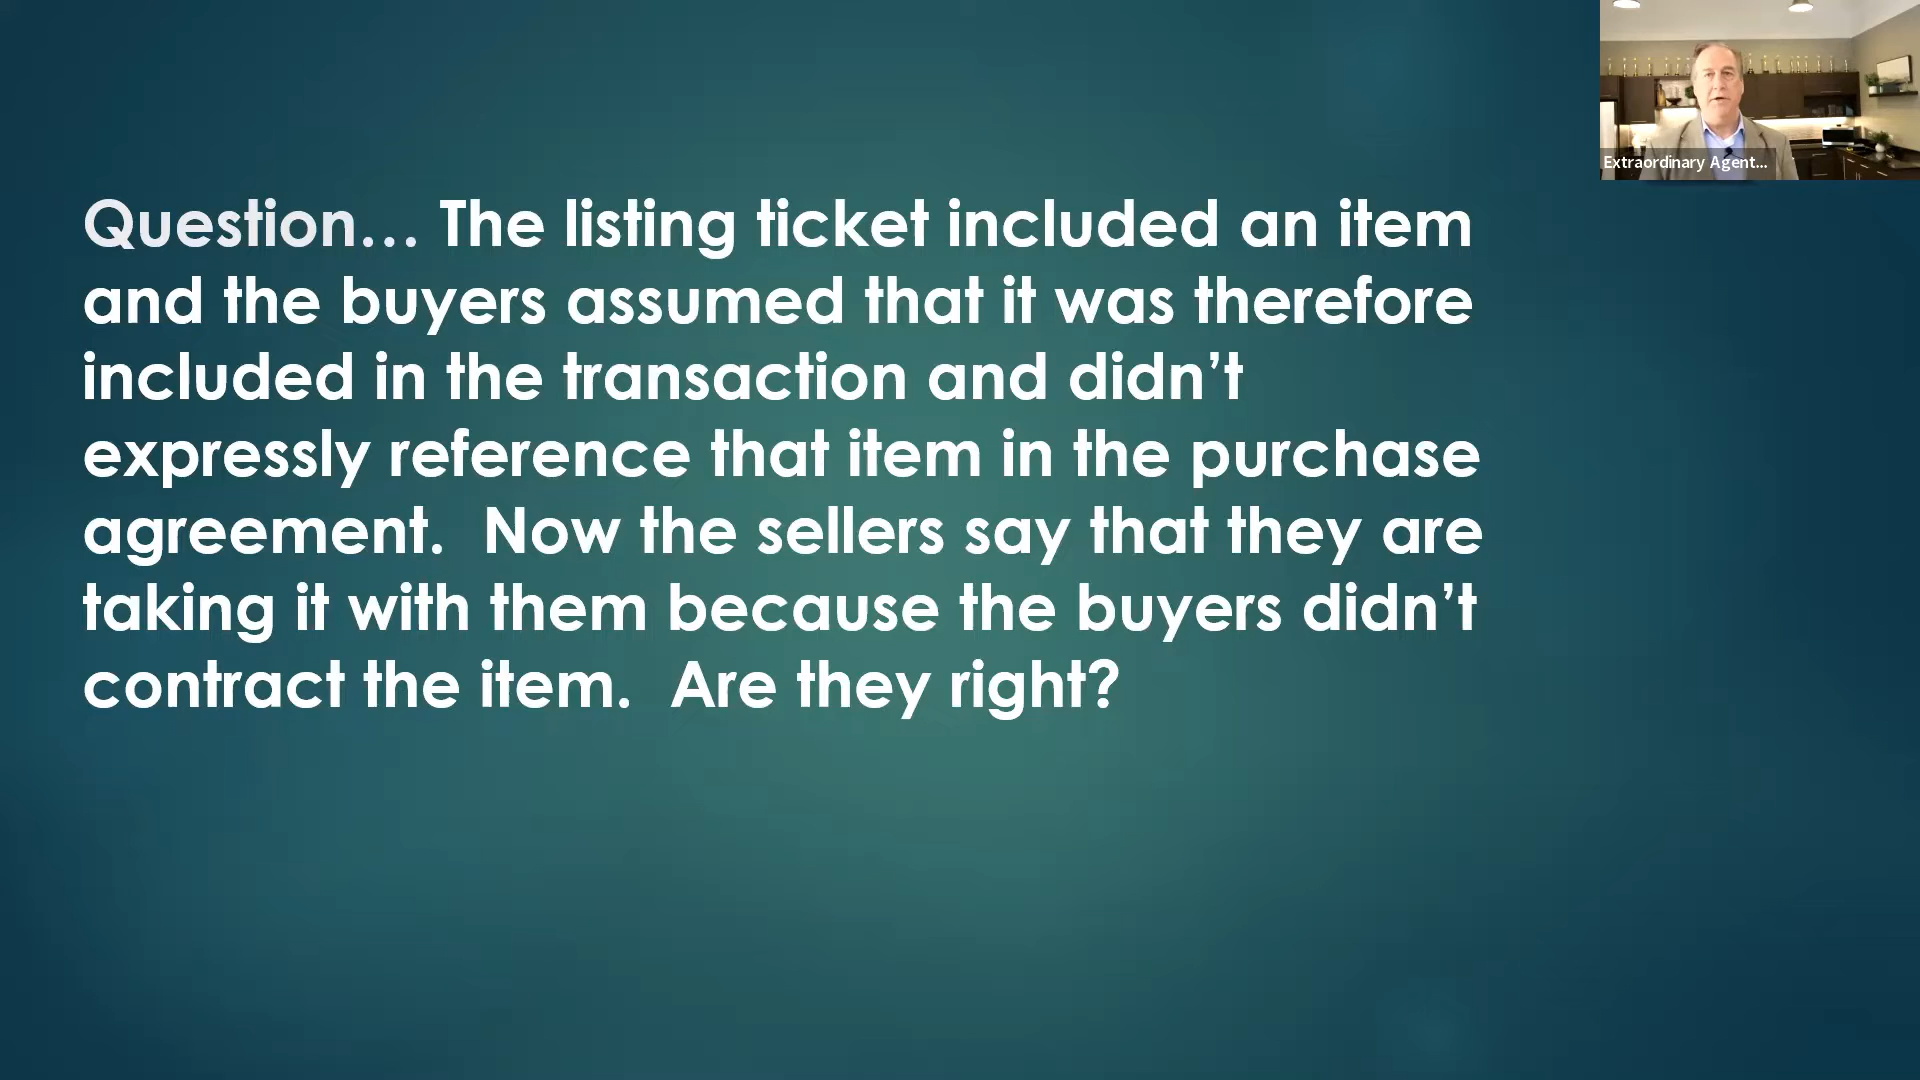 Extraordinary Agent...
Question... The listing ticket included an item
and the buyers assumed that it was therefore
included in the transaction and didn’t
expressly reference that item in the purchase
agreement.  Now the sellers say that they are
taking it with them because the buyers didn’t
contract the item.  Are they right?